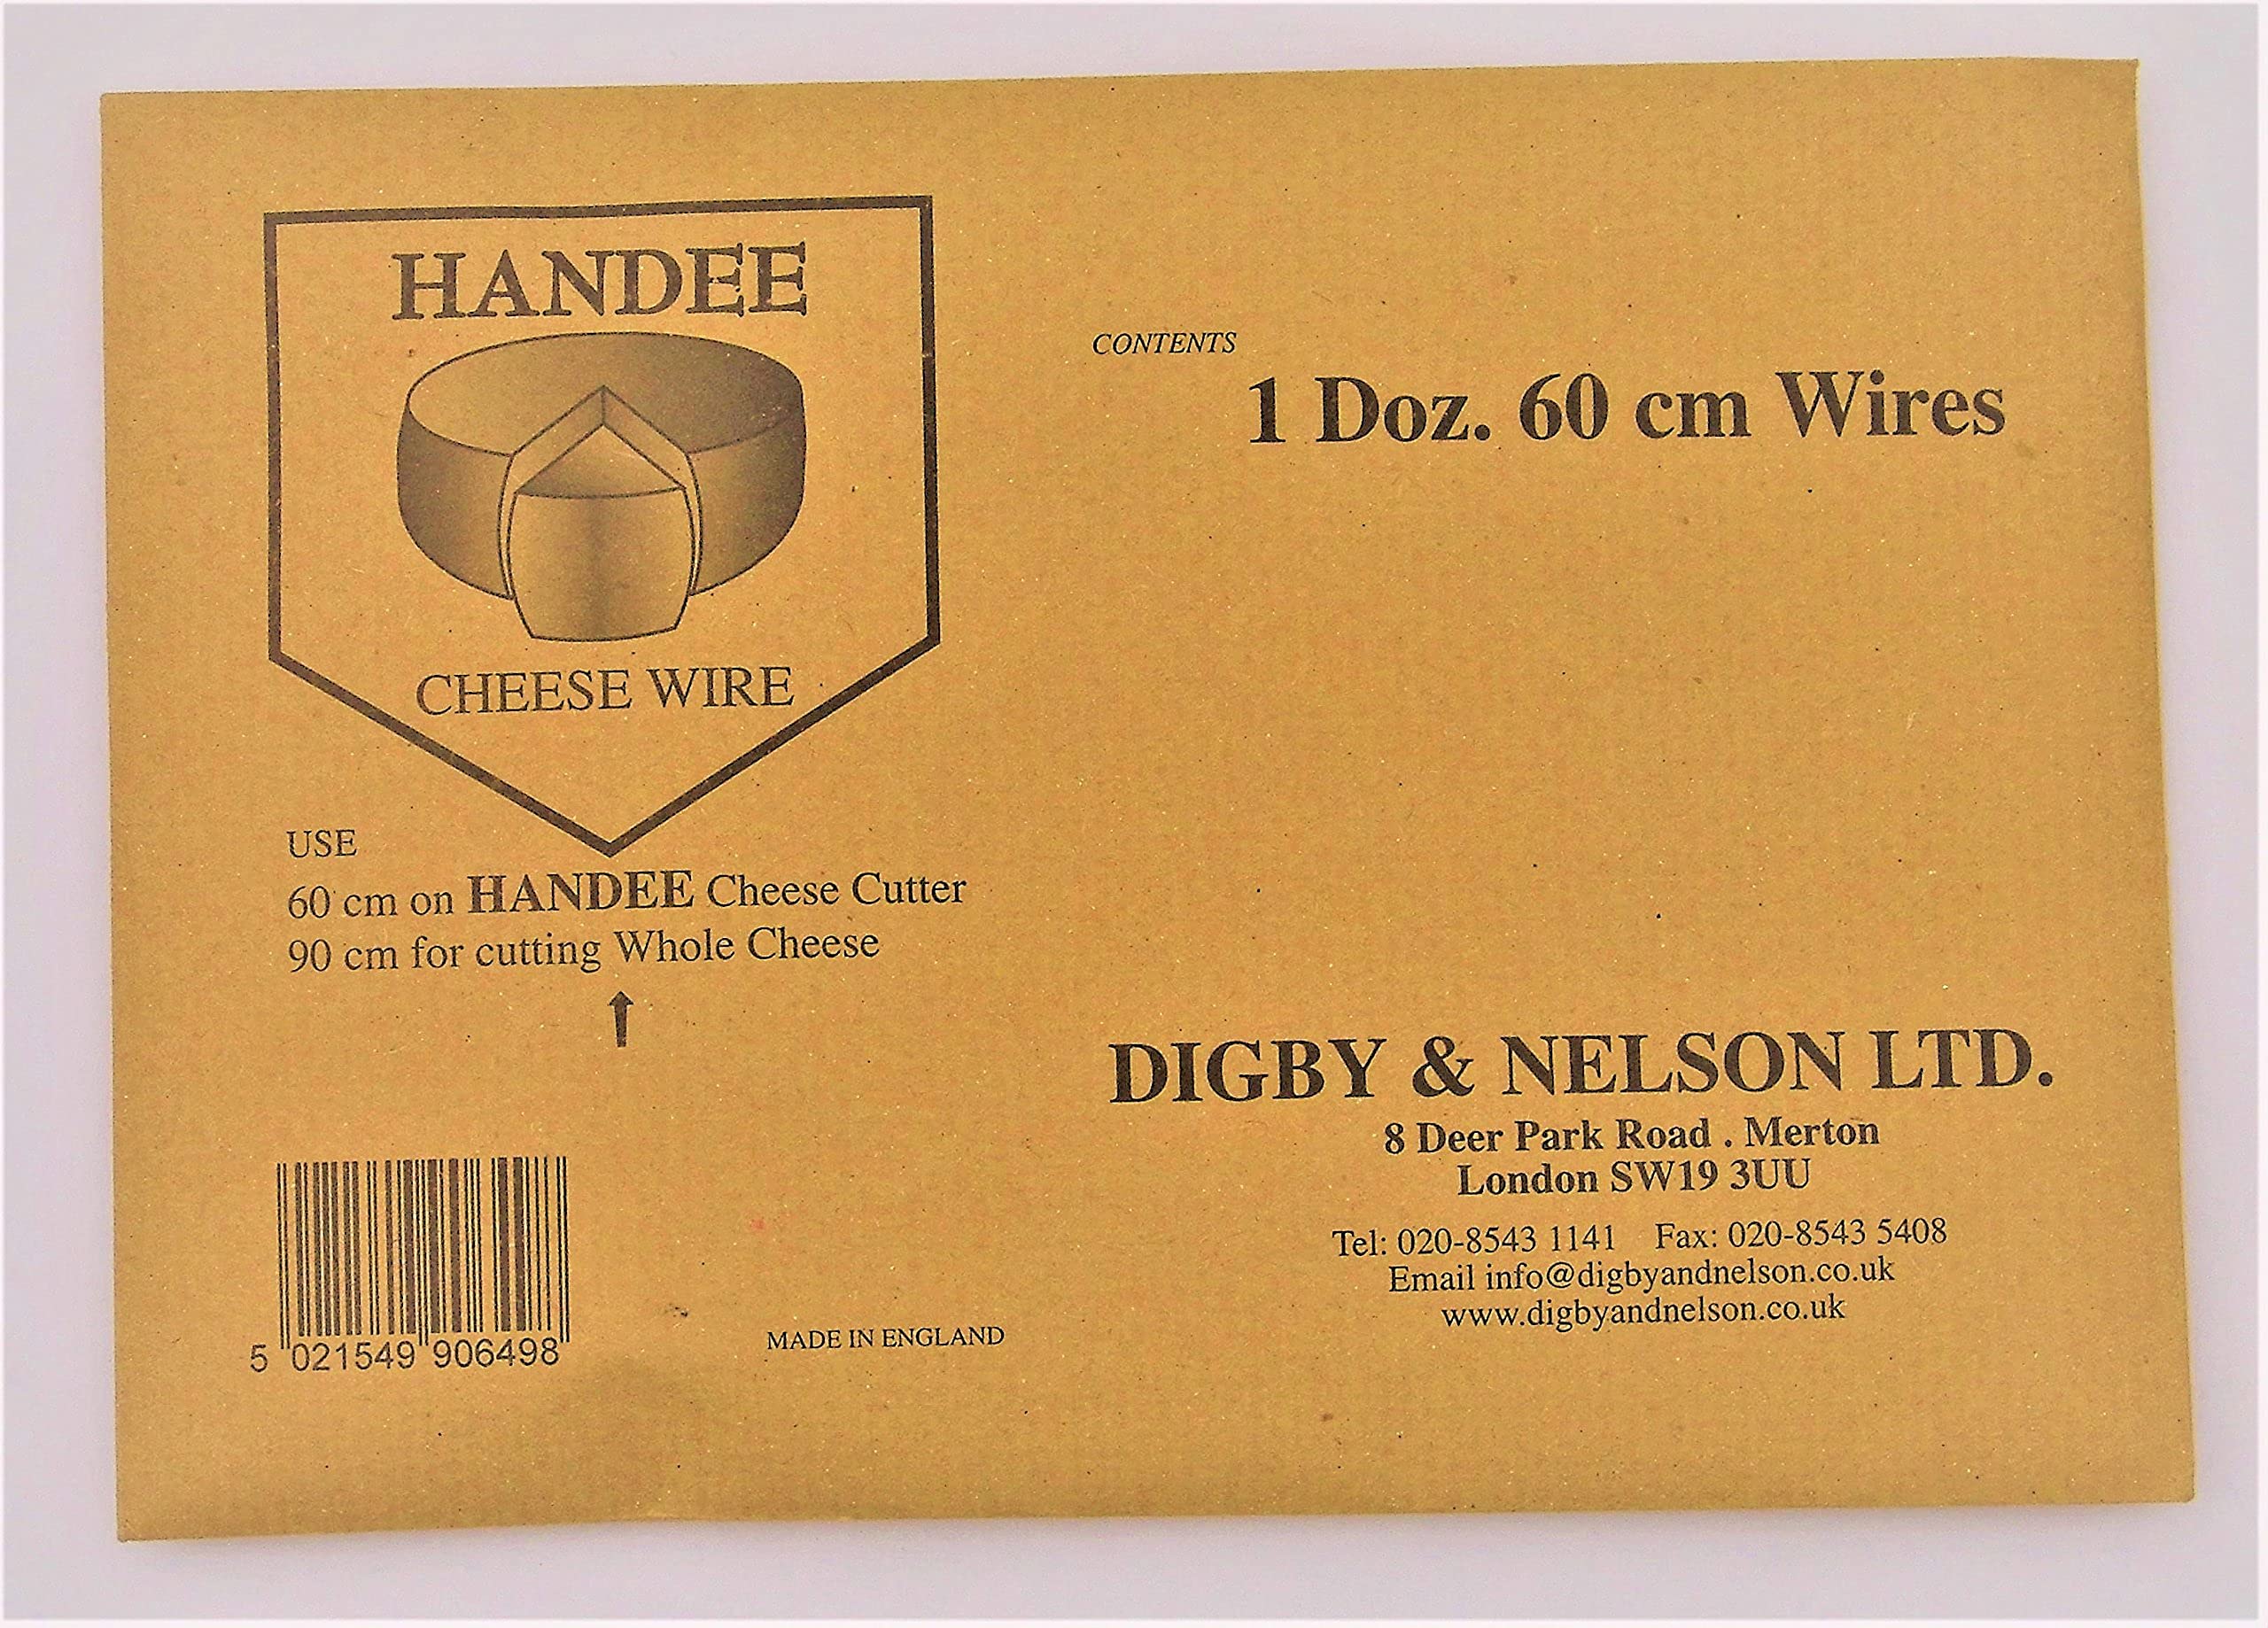 HANDEE
CHEESE WIRE
USE
60 cm on HANDEE Cheese Cutter
90 cm for cutting Whole Cheese
5 021549 906498
MADE IN ENGLAND
CONTENTS
1 Doz. 60 cm Wires
DIGBY & NELSON LTD.
8 Deer Park Road . Merton
London SW19 3UU
Tel: 020-8543 1141 Fax: 020-8543 5408
Email info@digbyandnelson.co.uk
www.digbyandnelson.co.uk